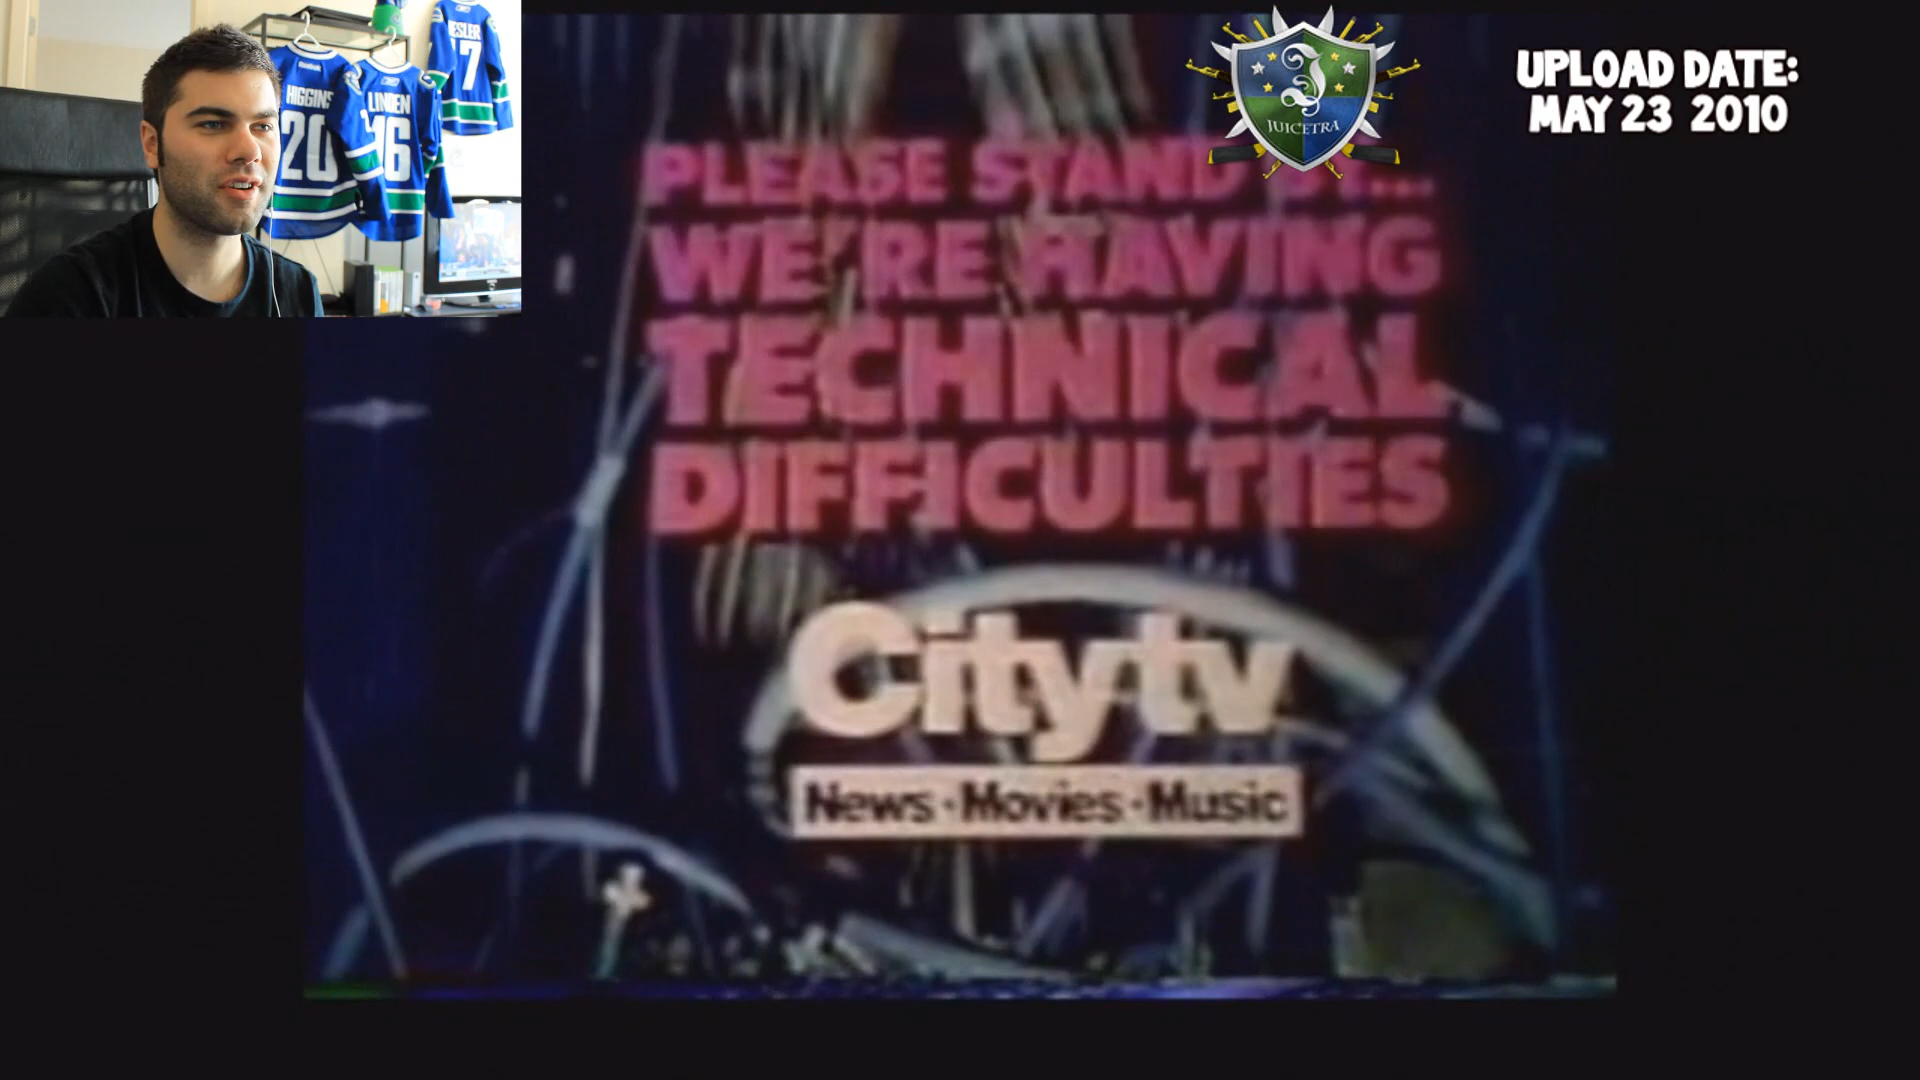 Reebok
HIGGINS
20
LINDEN
16
KESLER
17
J
JUICETRA
UPLOAD DATE:
MAY 23 2010
PLEASE STAND BY...
WE'RE HAVING
TECHNICAL
DIFFICULTIES
Citytv
News·Movies·Music